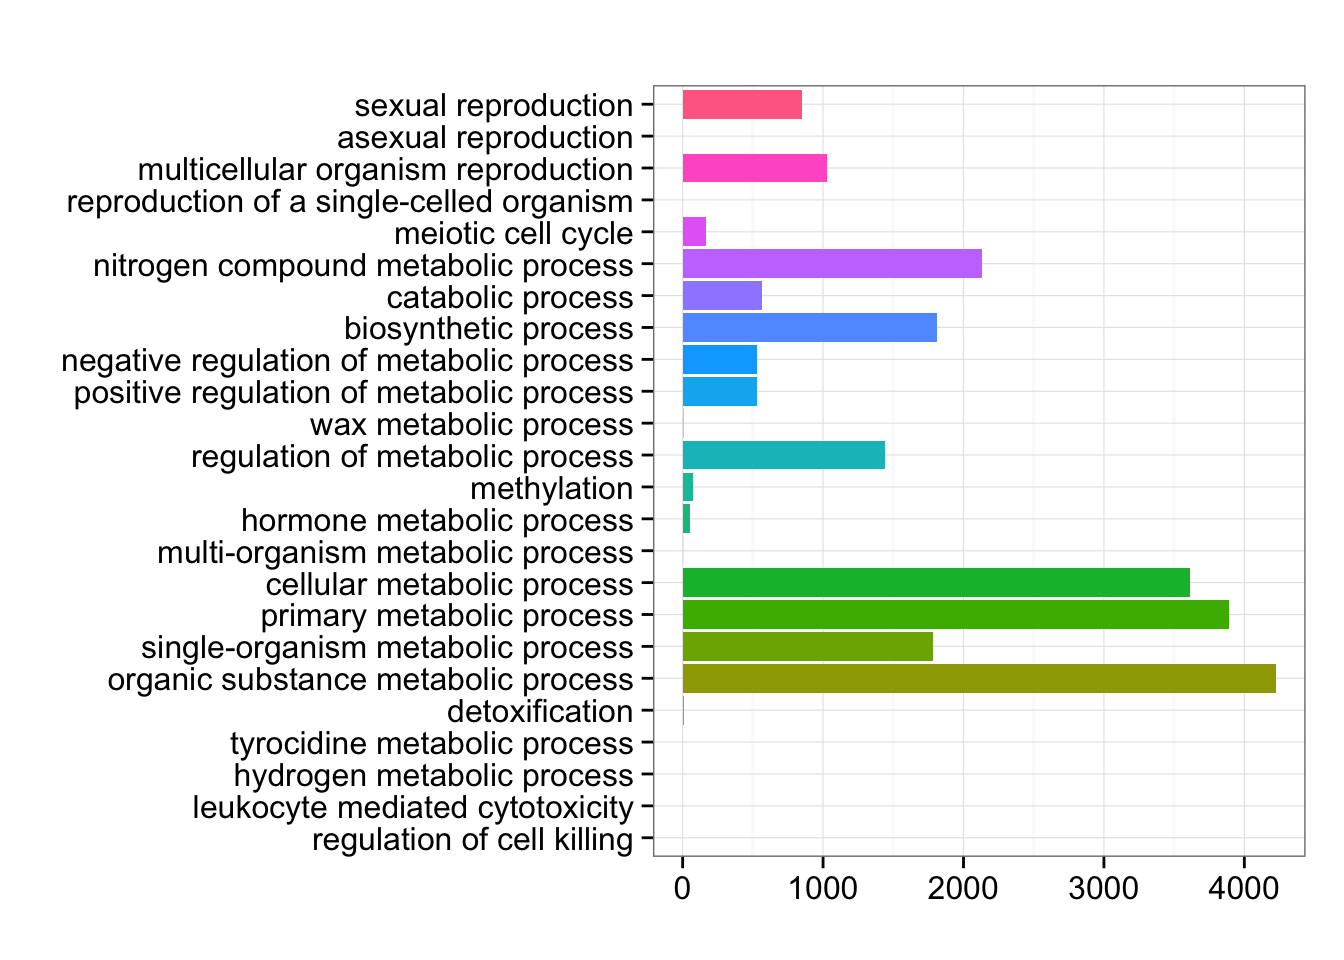 sexual reproduction
asexual reproduction
multicellular organism reproduction
reproduction of a single-celled organism
meiotic cell cycle
nitrogen compound metabolic process
catabolic process
biosynthetic process
negative regulation of metabolic process
positive regulation of metabolic process
wax metabolic process
regulation of metabolic process
methylation
hormone metabolic process
multi-organism metabolic process
cellular metabolic process
primary metabolic process
single-organism metabolic process
organic substance metabolic process
detoxification
tyrocidine metabolic process
hydrogen metabolic process
leukocyte mediated cytotoxicity
regulation of cell killing
0 1000 2000 3000 4000